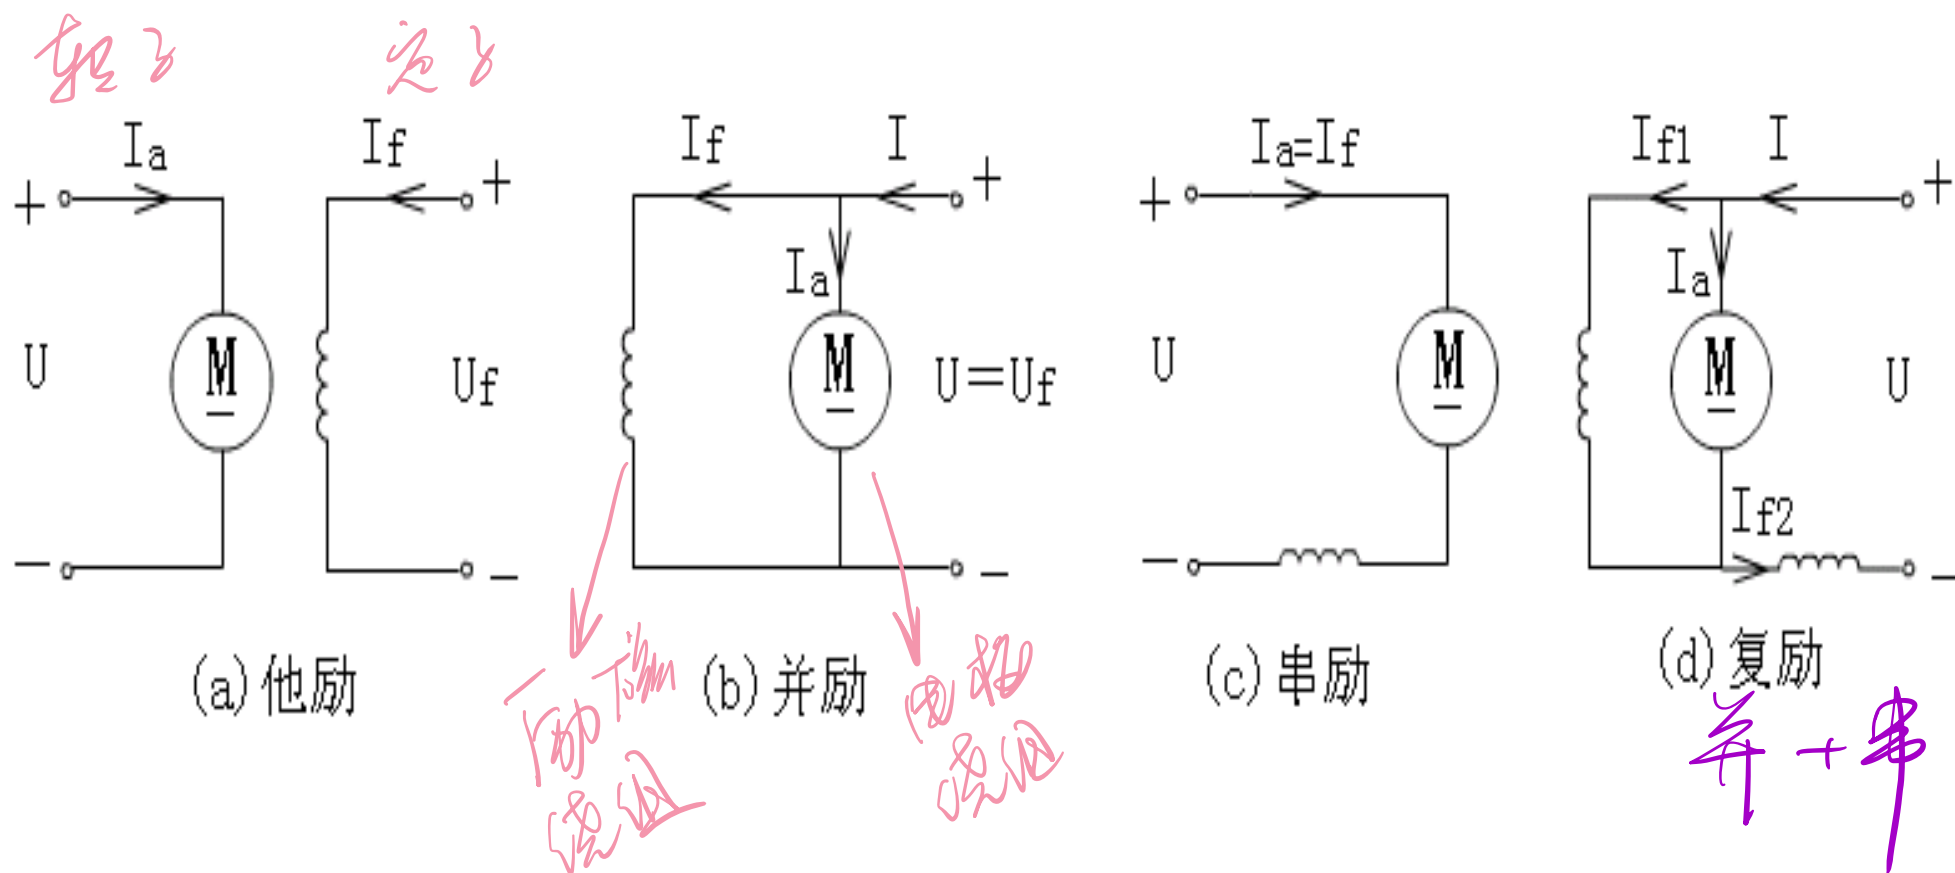 转子 定子
Ia If
+ +
U Uf
M
- -
(a)他励
If I
+
Ia
M U=Uf
-
(b)并励
励磁
绕组
电枢
绕组
Ia=If
+
U M
-
(c)串励
If1 I
+
Ia
M U
If2
-
(d)复励
并+串